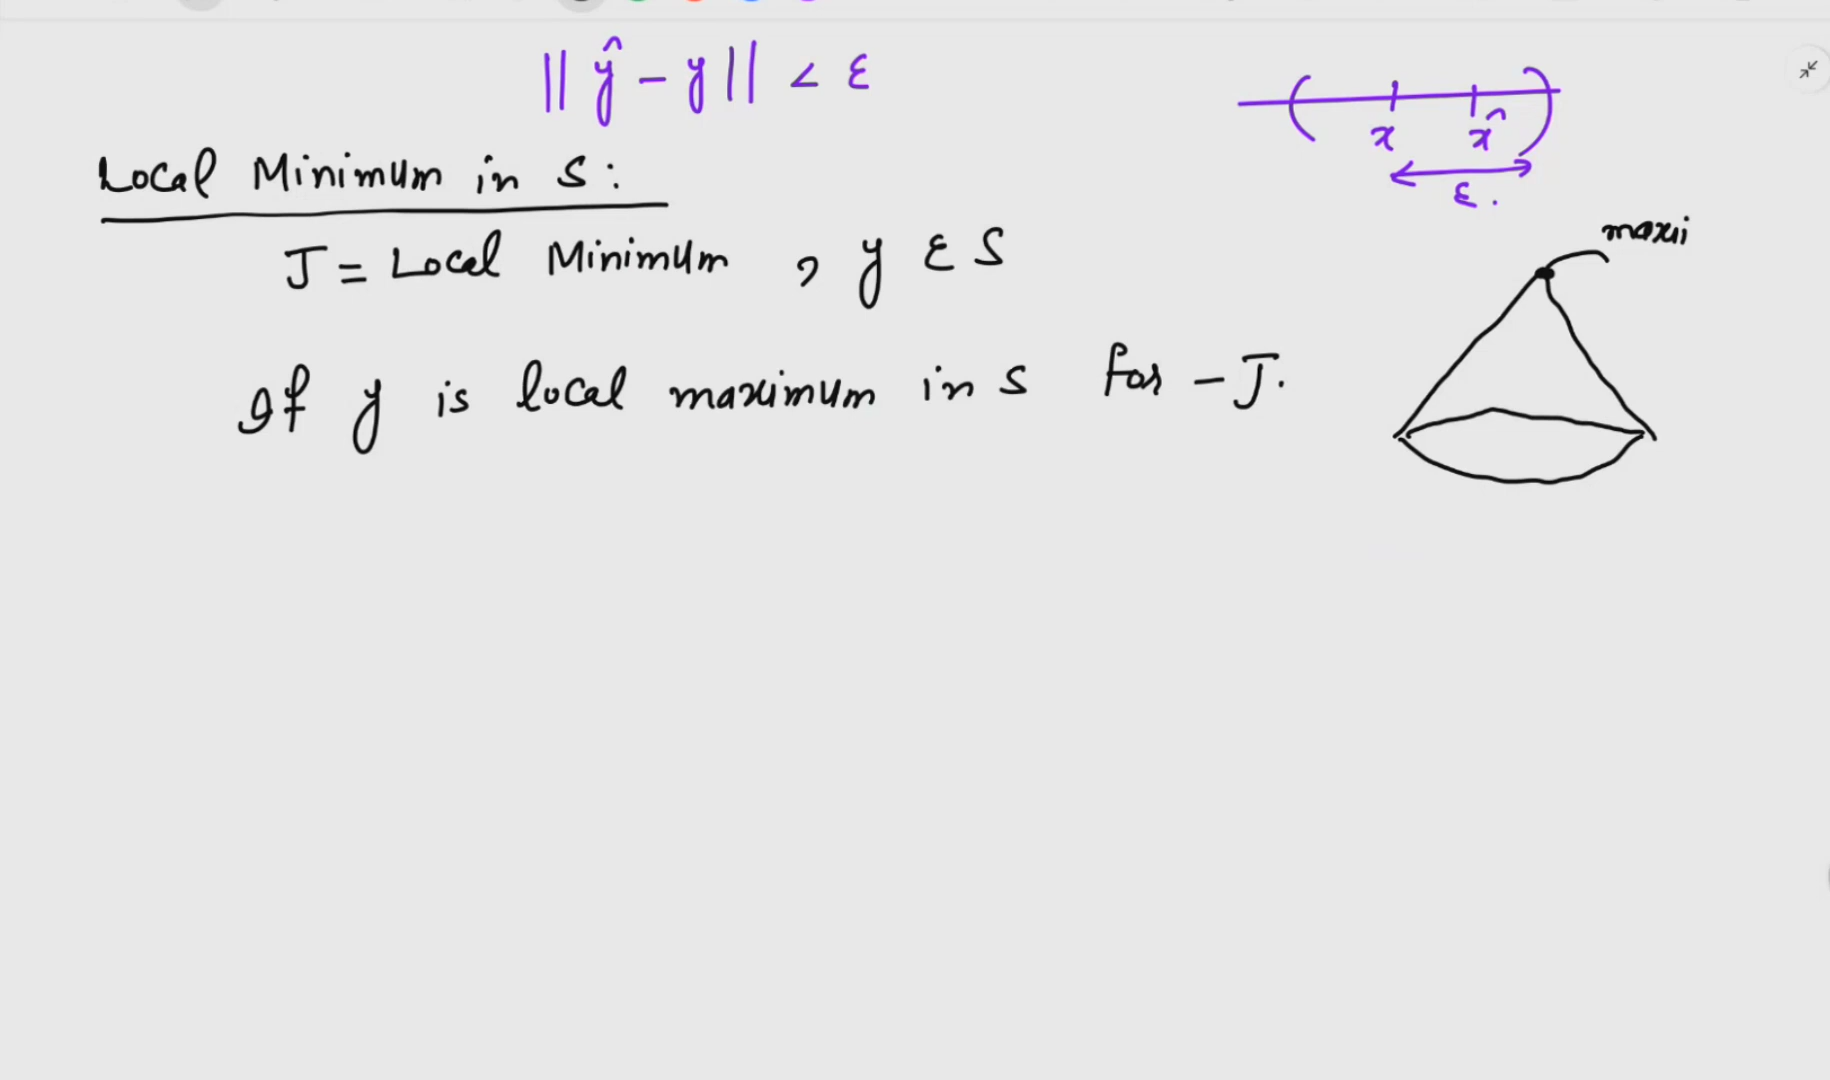 || ŷ - y || < ε
x x̂
ε.
Local Minimum in S:
J = Local Minimum , y ε S
maxi
If y is local maximum in S for - J.